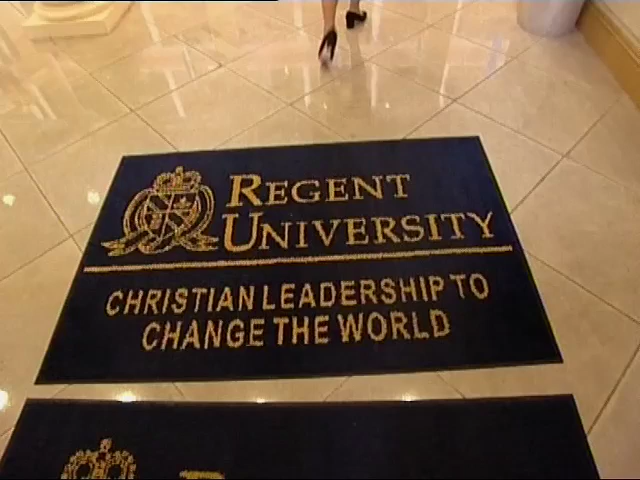 REGENT
UNIVERSITY
CHRISTIAN LEADERSHIP TO
CHANGE THE WORLD